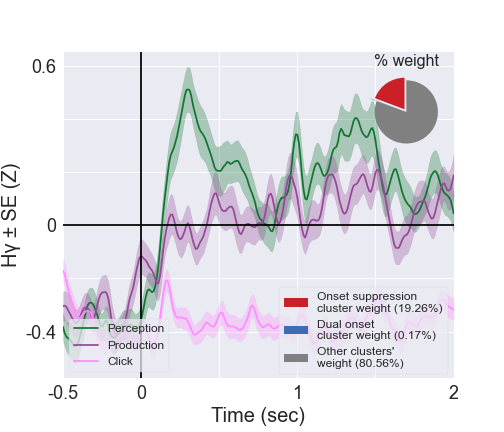 % weight
0.6
0
-0.4
Hγ ± SE (Z)
Perception
Production
Click
Onset suppression
cluster weight (19.26%)
Dual onset
cluster weight (0.17%)
Other clusters'
weight (80.56%)
-0.5
0
1
2
Time (sec)